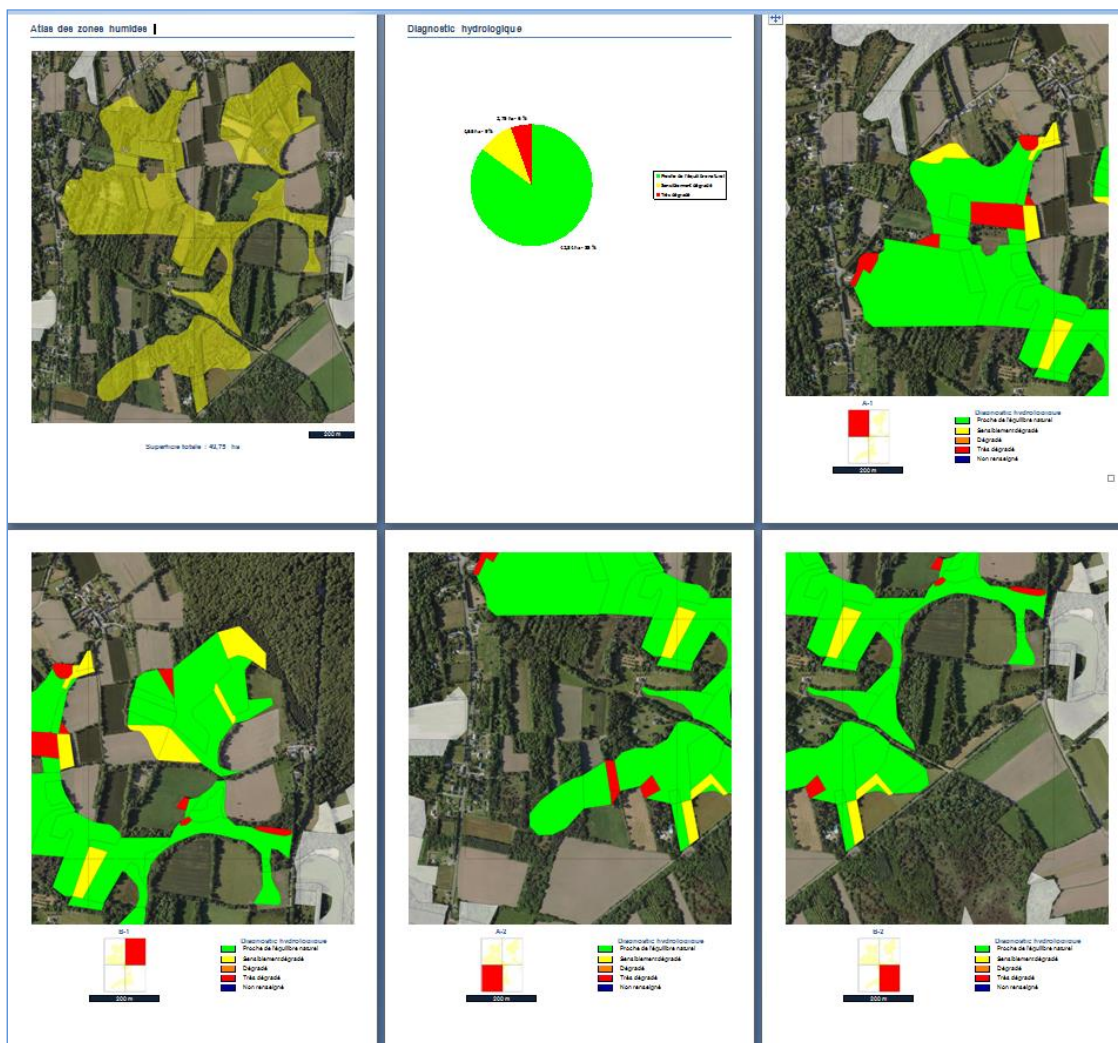 Atlas des zones humides
200 m
Superficie totale :
Diagnostic hydrologique
Proche de l'équilibre naturel
Sensiblement dégradé
Très dégradé
A-1
200 m
Diagnostic hydrologique
Proche de l'équilibre naturel
Sensiblement dégradé
Dégradé
Très dégradé
Non renseigné
B-1
200 m
Diagnostic hydrologique
Proche de l'équilibre naturel
Sensiblement dégradé
Dégradé
Très dégradé
Non renseigné
A-2
200 m
Diagnostic hydrologique
Proche de l'équilibre naturel
Sensiblement dégradé
Dégradé
Très dégradé
Non renseigné
B-2
200 m
Diagnostic hydrologique
Proche de l'équilibre naturel
Sensiblement dégradé
Dégradé
Très dégradé
Non renseigné